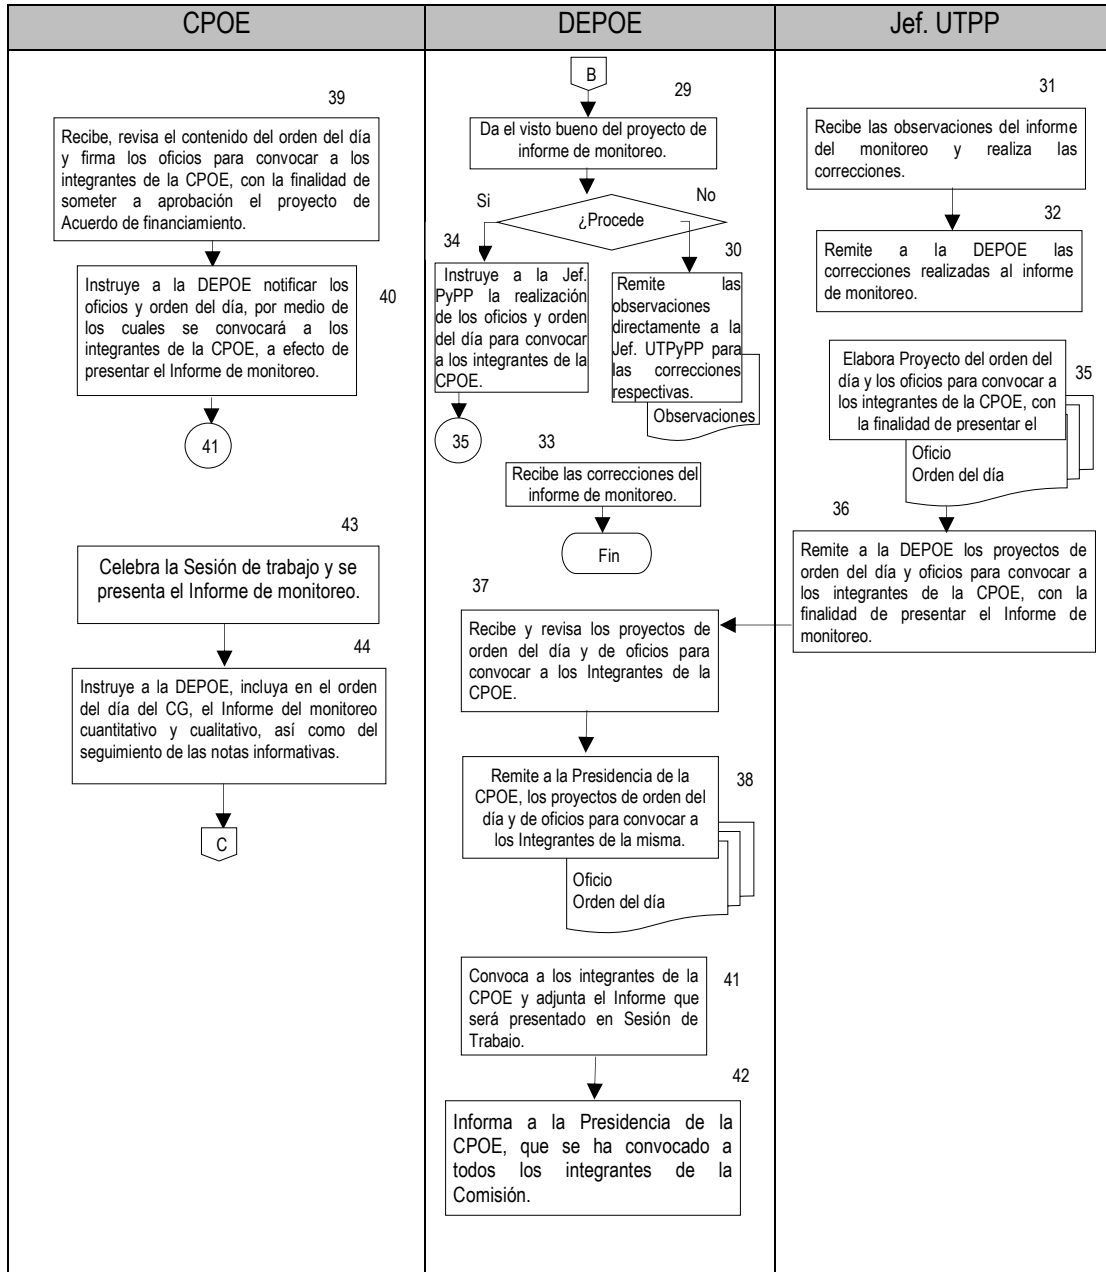 CPOE
DEPOE
Jef. UTPP
39
Recibe, revisa el contenido del orden del día
y firma los oficios para convocar a los
integrantes de la CPOE, con la finalidad de
someter a aprobación el proyecto de
Acuerdo de financiamiento.
Instruye a la DEPOE notificar los
oficios y orden del día, por medio de
los cuales se convocará a los
integrantes de la CPOE, a efecto de
presentar el Informe de monitoreo.
40
41
43
Celebra la Sesión de trabajo y se
presenta el Informe de monitoreo.
44
Instruye a la DEPOE, incluya en el orden
del día del CG, el Informe del monitoreo
cuantitativo y cualitativo, así como del
seguimiento de las notas informativas.
C
B
29
Da el visto bueno del proyecto de
informe de monitoreo.
Si
No
¿Procede
34
Instruye a la Jef.
PyPP la realización
de los oficios y orden
del día para convocar
a los integrantes de la
CPOE.
35
30
Remite las
observaciones
directamente a la
Jef. UTPyPP para
las correcciones
respectivas.
Observaciones
33
Recibe las correcciones del
informe de monitoreo.
Fin
37
Recibe y revisa los proyectos de
orden del día y de oficios para
convocar a los Integrantes de la
CPOE.
Remite a la Presidencia de la
CPOE, los proyectos de orden del
día y de oficios para convocar a
los Integrantes de la misma.
38
Oficio
Orden del día
Convoca a los integrantes de la
CPOE y adjunta el Informe que
será presentado en Sesión de
Trabajo.
41
42
Informa a la Presidencia de la
CPOE, que se ha convocado a
todos los integrantes de la
Comisión.
31
Recibe las observaciones del informe
del monitoreo y realiza las
correcciones.
32
Remite a la DEPOE las
correcciones realizadas al informe
de monitoreo.
Elabora Proyecto del orden del
día y los oficios para convocar a
los integrantes de la CPOE, con
la finalidad de presentar el
35
Oficio
Orden del día
36
Remite a la DEPOE los proyectos de
orden del día y oficios para convocar a
los integrantes de la CPOE, con la
finalidad de presentar el Informe de
monitoreo.